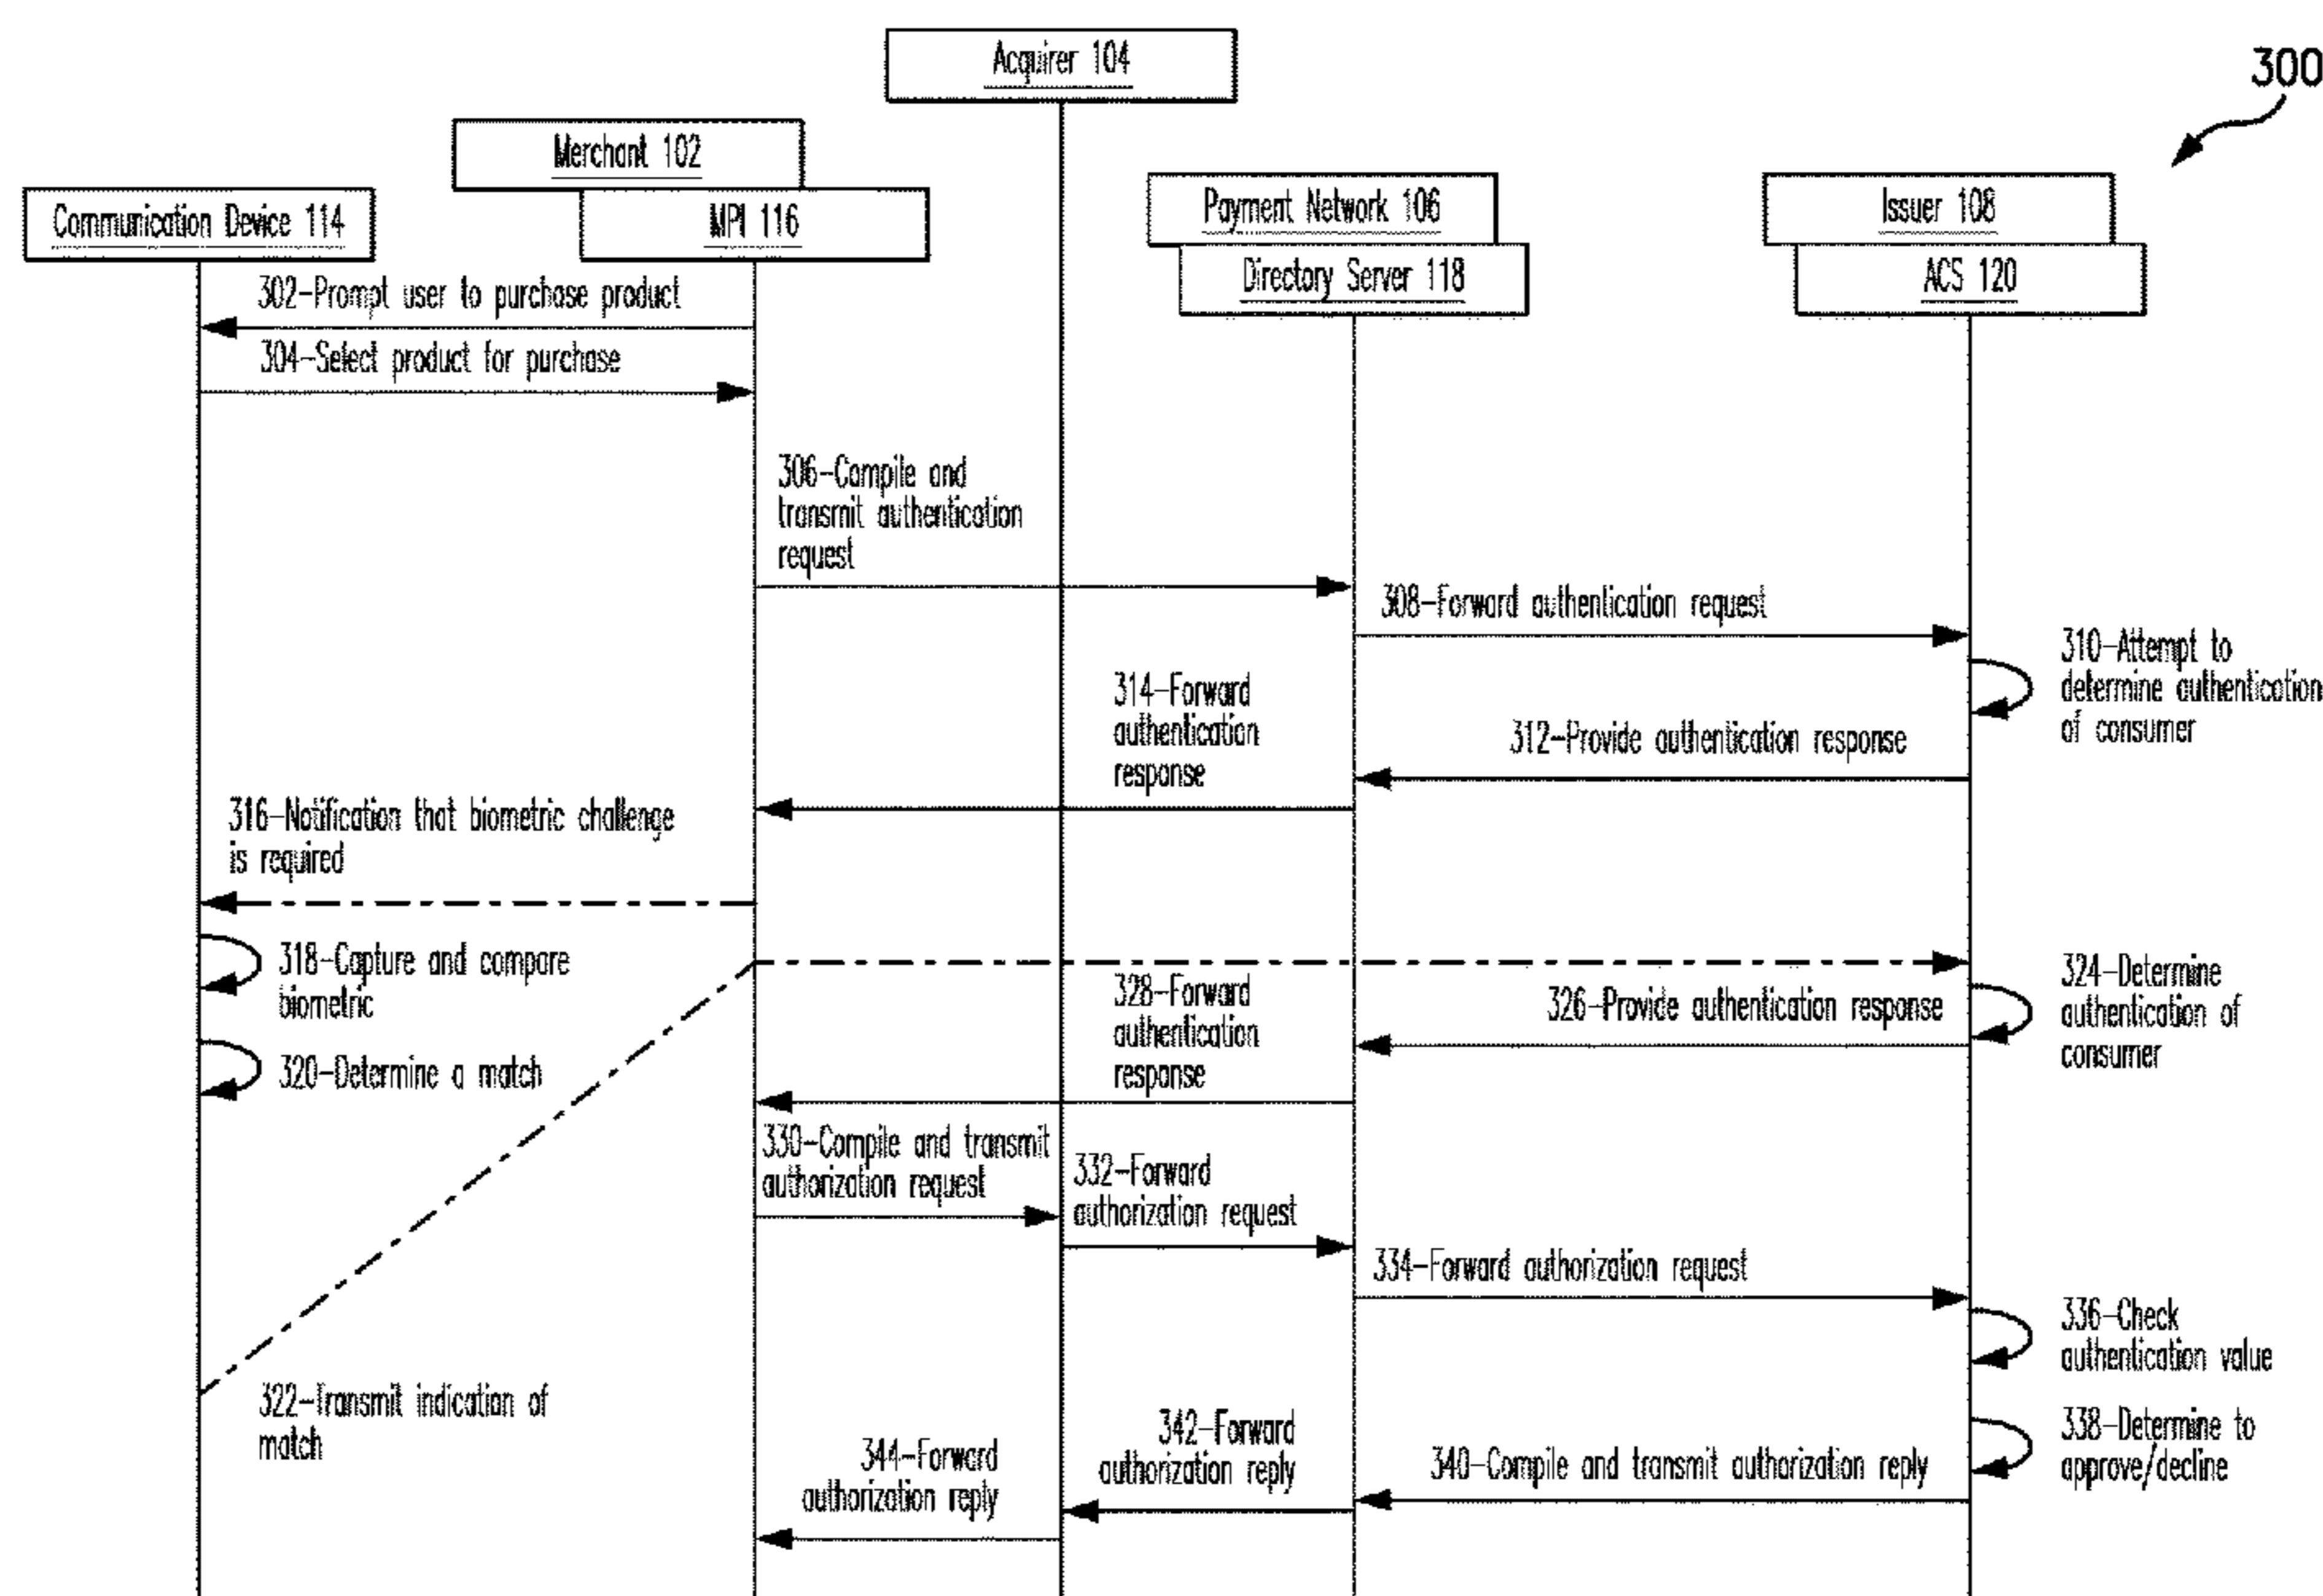 300
Acquirer 104
Merchant 102
MPI 116
Communication Device 114
Payment Network 106
Directory Server 118
Issuer 108
ACS 120
302-Prompt user to purchase product
304-Select product for purchase
306-Compile and
transmit authentication
request
308-Forward authentication request
310-Attempt to
determine authentication
of consumer
312-Provide authentication response
314-Forward
authentication
response
316-Notification that biometric challenge
is required
318-Capture and compare
biometric
320-Determine a match
322-Transmit indication of
match
324-Determine
authentication of
consumer
326-Provide authentication response
328-Forward
authentication
response
330-Compile and transmit
authorization request
332-Forward
authorization request
334-Forward authorization request
336-Check
authentication value
338-Determine to
approve/decline
340-Compile and transmit authorization reply
342-Forward
authorization reply
344-Forward
authorization reply